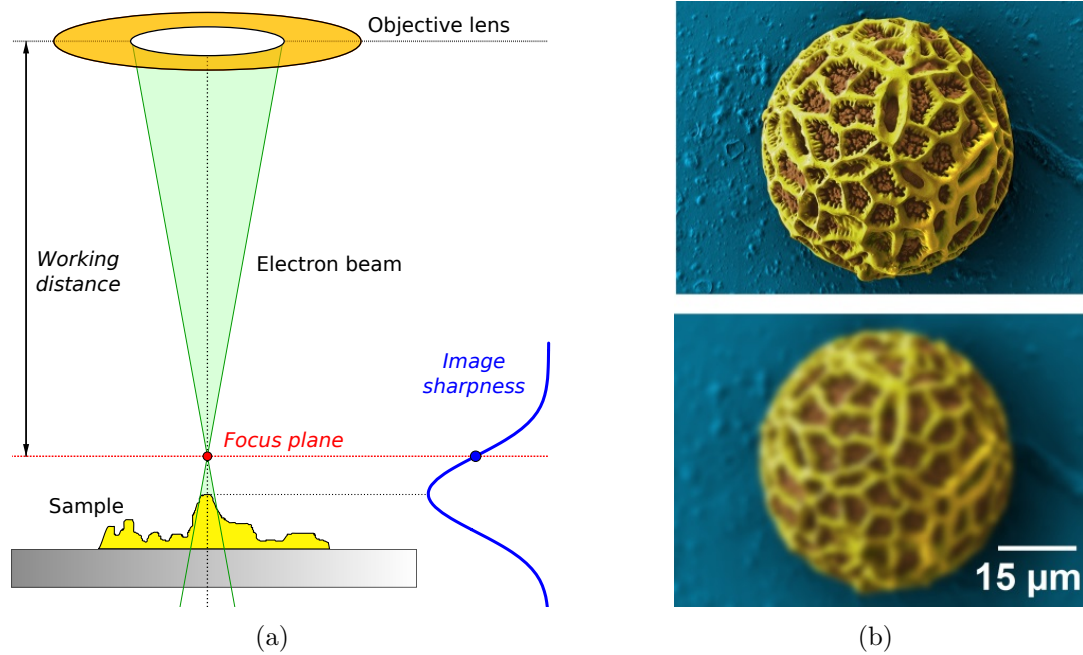 Objective lens
Working
distance
Electron beam
Image
sharpness
Focus plane
Sample
15 µm
(a)
(b)